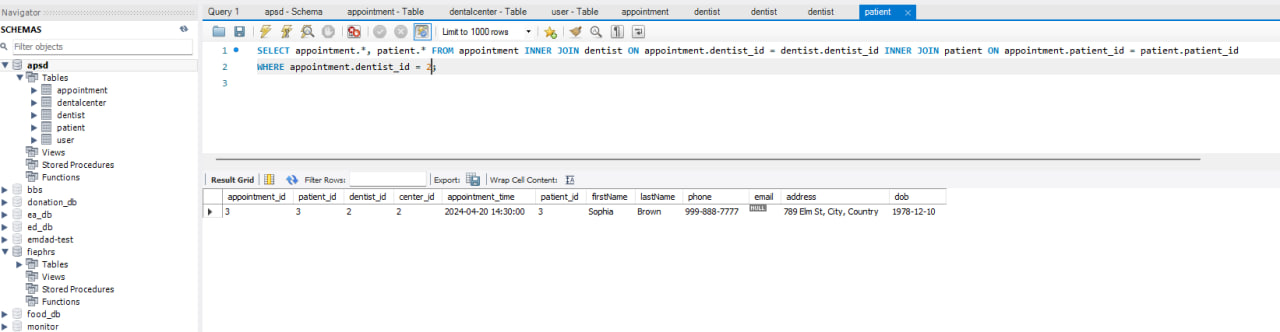 Navigator
SCHEMAS
Filter objects
apsd
Tables
appointment
dentalcenter
dentist
patient
user
Views
Stored Procedures
Functions
bbs
donation_db
ea_db
ed_db
emdad-test
fiephrs
Tables
Views
Stored Procedures
Functions
food_db
monitor
Query 1 apsd - Schema appointment - Table dentalcenter - Table user - Table appointment dentist dentist dentist patient
Limit to 1000 rows
1 SELECT appointment.*, patient.* FROM appointment INNER JOIN dentist ON appointment.dentist_id = dentist.dentist_id INNER JOIN patient ON appointment.patient_id = patient.patient_id
2 WHERE appointment.dentist_id = 2;
3
Result Grid Filter Rows: Export: Wrap Cell Content:
appointment_id patient_id dentist_id center_id appointment_time patient_id firstName lastName phone email address dob
3 3 2 2 2024-04-20 14:30:00 3 Sophia Brown 999-888-7777 NULL 789 Elm St, City, Country 1978-12-10